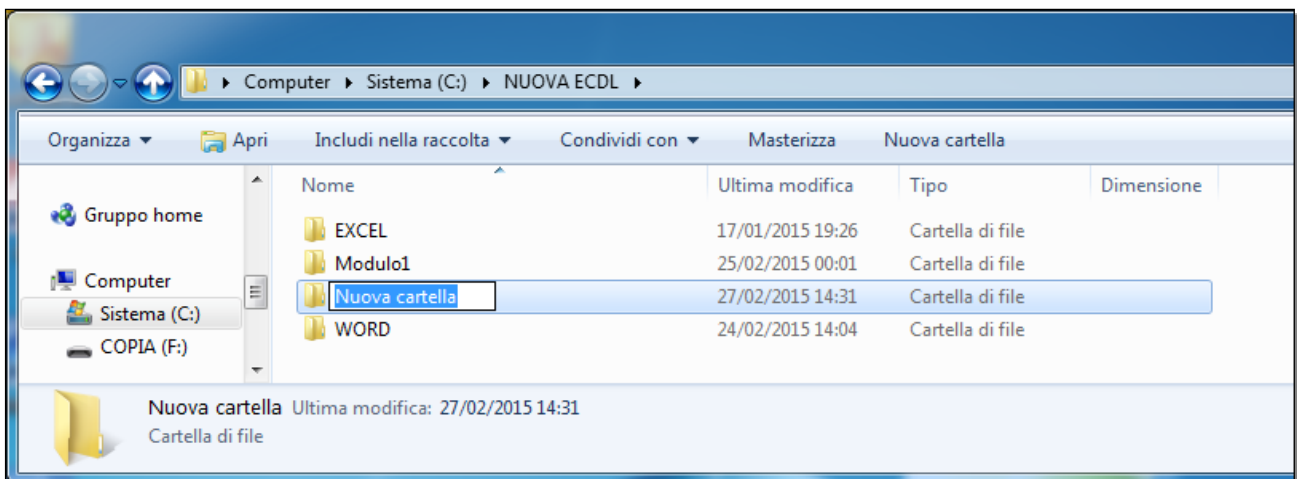 Computer Sistema (C:) NUOVA ECDL
Organizza Apri Includi nella raccolta Condividi con Masterizza Nuova cartella
Nome Ultima modifica Tipo Dimensione
Gruppo home
EXCEL 17/01/2015 19:26 Cartella di file
Modulo1 25/02/2015 00:01 Cartella di file
Computer
Nuova cartella 27/02/2015 14:31 Cartella di file
Sistema (C:)
WORD 24/02/2015 14:04 Cartella di file
COPIA (F:)
Nuova cartella Ultima modifica: 27/02/2015 14:31
Cartella di file